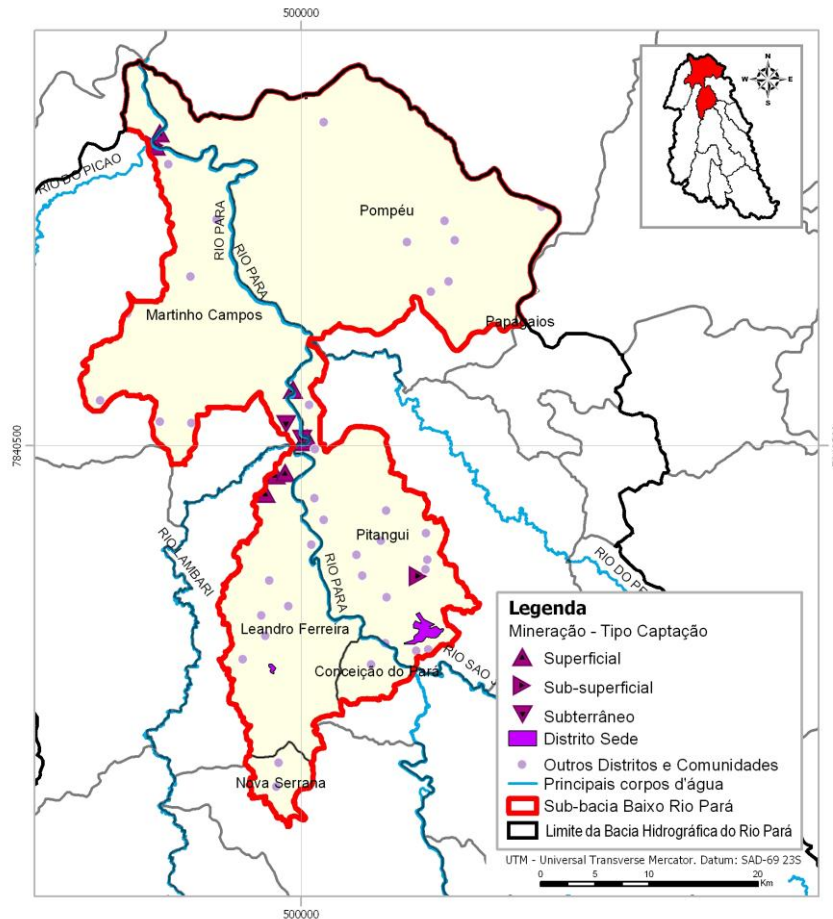 500000
N
W E
S
RIO DO PICAO
Pompéu
RIO PARA
RIO PARA
Martinho Campos
Papagaios
7840500
Pitangui
RIO LAMBARI
RIO DO
RIO PARA
Leandro Ferreira
Conceição do Pará
RIO SAO
Nova Serrana
Legenda
Mineração - Tipo Captação
Superficial
Sub-superficial
Subterrâneo
Distrito Sede
Outros Distritos e Comunidades
Principais corpos d'água
Sub-bacia Baixo Rio Pará
Limite da Bacia Hidrográfica do Rio Pará
UTM - Universal Transverse Mercator. Datum: SAD-69 23S
0 5 10 20
Km
500000